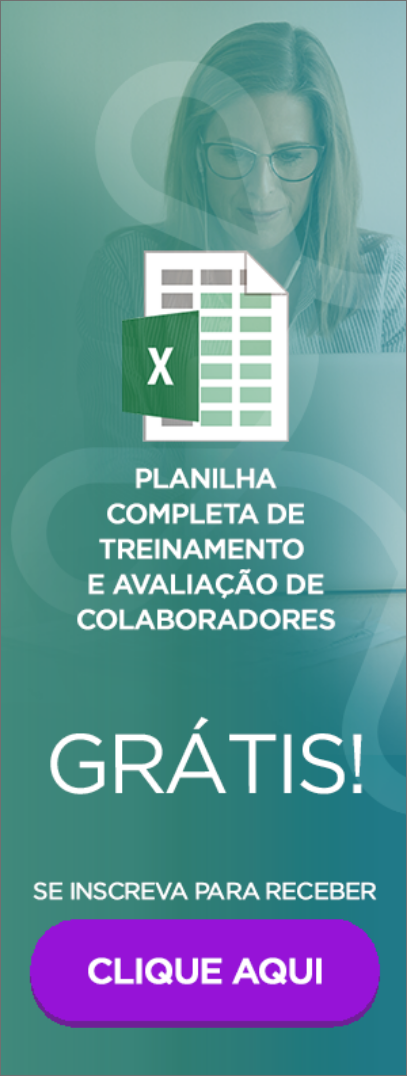 X
PLANILHA
COMPLETA DE
TREINAMENTO
E AVALIAÇÃO DE
COLABORADORES
GRÁTIS!
SE INSCREVA PARA RECEBER
CLIQUE AQUI